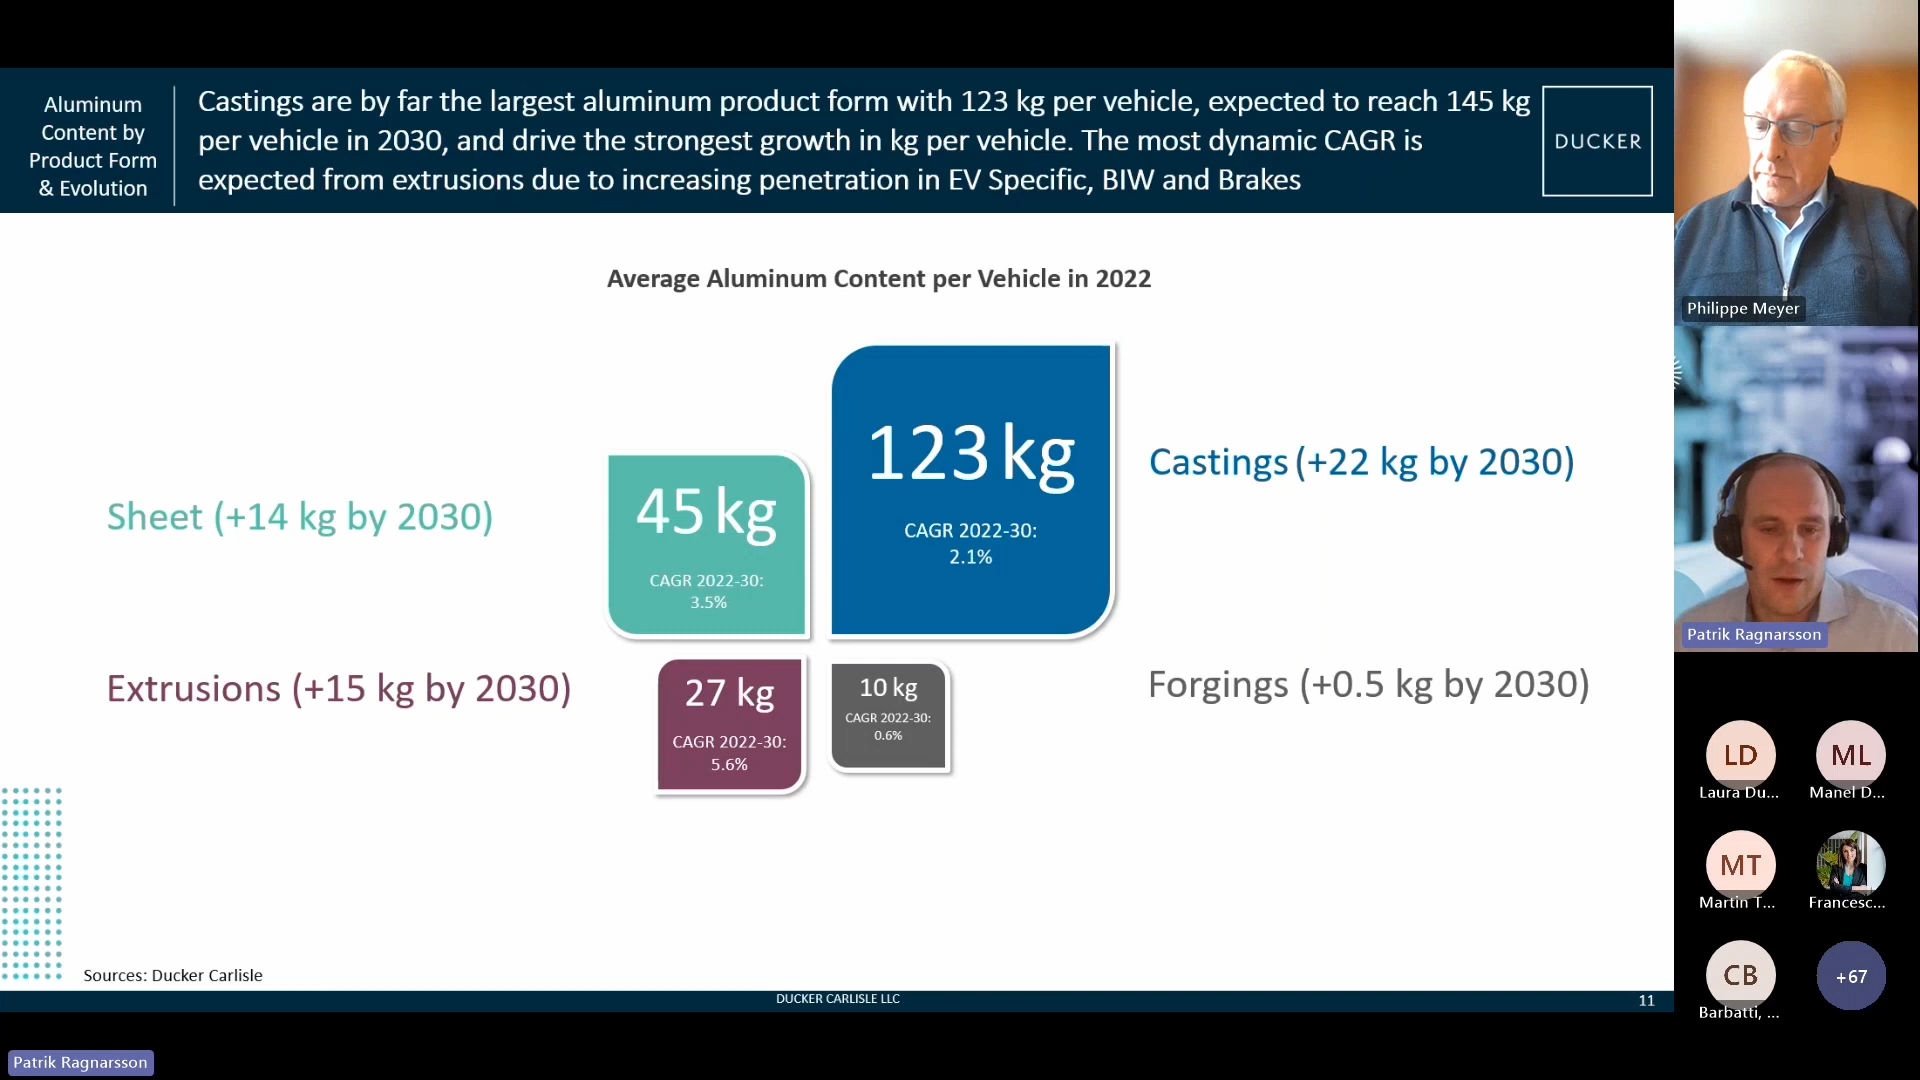 Aluminum
Content by
Product Form
& Evolution
Castings are by far the largest aluminum product form with 123 kg per vehicle, expected to reach 145 kg
per vehicle in 2030, and drive the strongest growth in kg per vehicle. The most dynamic CAGR is
expected from extrusions due to increasing penetration in EV Specific, BIW and Brakes
DUCKER
Average Aluminum Content per Vehicle in 2022
Sheet (+14 kg by 2030)
45 kg
CAGR 2022-30:
3.5%
123 kg
CAGR 2022-30:
2.1%
Castings (+22 kg by 2030)
Extrusions (+15 kg by 2030)
27 kg
CAGR 2022-30:
5.6%
10 kg
CAGR 2022-30:
0.6%
Forgings (+0.5 kg by 2030)
Sources: Ducker Carlisle
DUCKER CARLISLE LLC
11
Philippe Meyer
Patrik Ragnarsson
LD
Laura Du...
ML
Manel D...
MT
Martin T...
Francesc...
CB
Barbatti, ...
+67
Patrik Ragnarsson